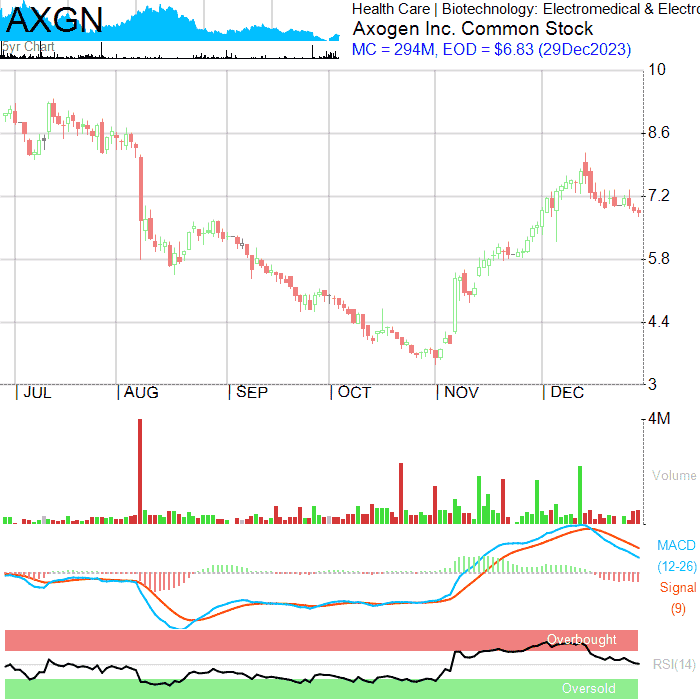 AXGN
5yr Chart
Health Care | Biotechnology: Electromedical & Electro
Axogen Inc. Common Stock
MC = 294M, EOD = $6.83 (29Dec2023)
10
8.6
7.2
5.8
4.4
3
JUL AUG SEP OCT NOV DEC
4M
Volume
MACD
(12-26)
Signal
(9)
Overbought
RSI(14)
Oversold